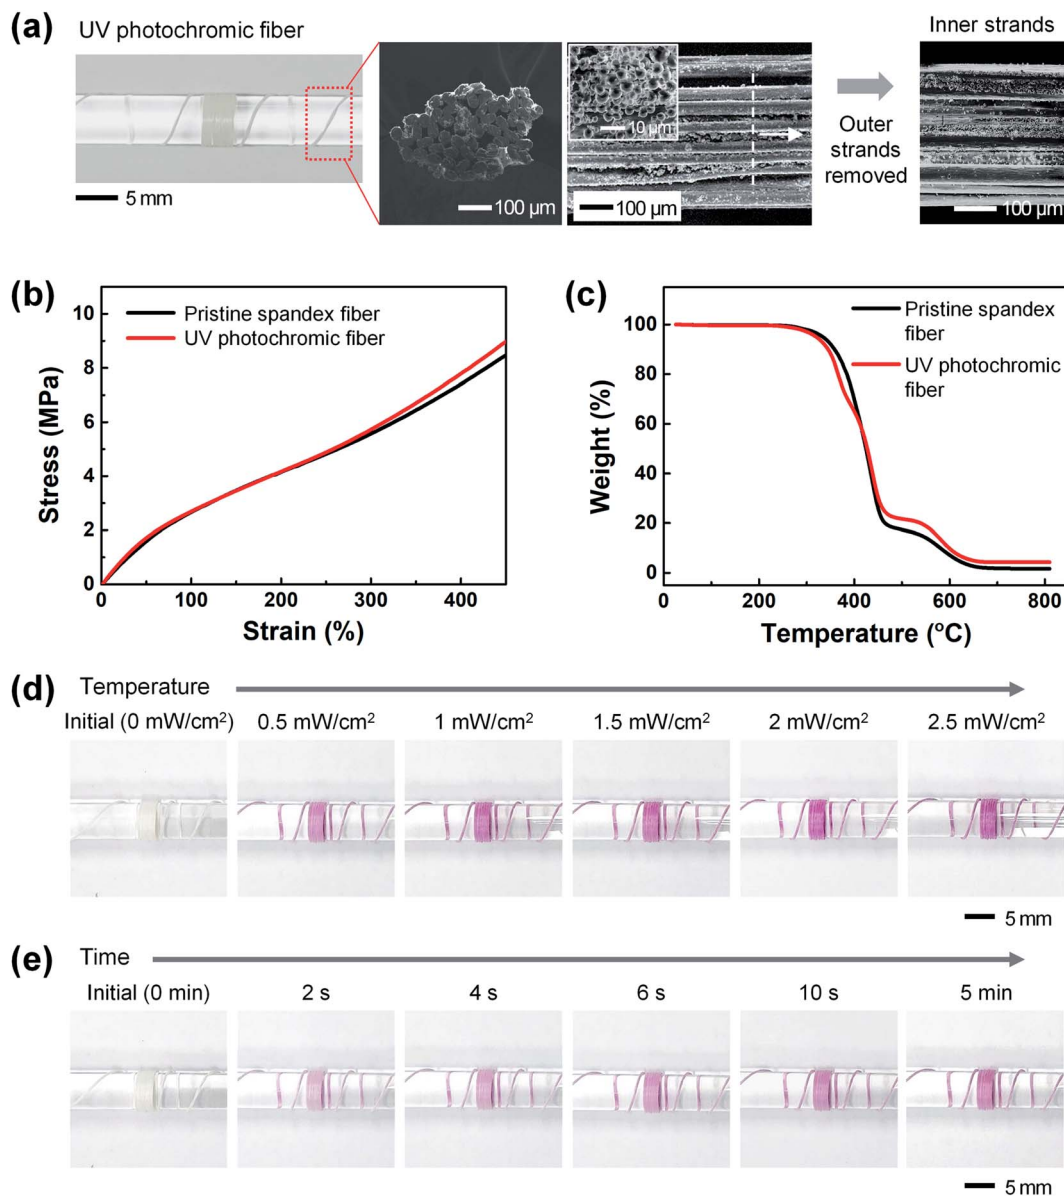 (a)
UV photochromic fiber
5 mm
100 µm
10 µm
100 µm
Outer
strands
removed
Inner strands
100 µm
(b)
Pristine spandex fiber
UV photochromic fiber
10
8
6
4
2
0
Stress (MPa)
0
100
200
300
400
Strain (%)
(c)
Pristine spandex
fiber
UV photochromic
fiber
100
80
60
40
20
0
Weight (%)
0
200
400
600
800
Temperature (°C)
(d)
Temperature
Initial (0 mW/cm²)
0.5 mW/cm²
1 mW/cm²
1.5 mW/cm²
2 mW/cm²
2.5 mW/cm²
5 mm
(e)
Time
Initial (0 min)
2 s
4 s
6 s
10 s
5 min
5 mm